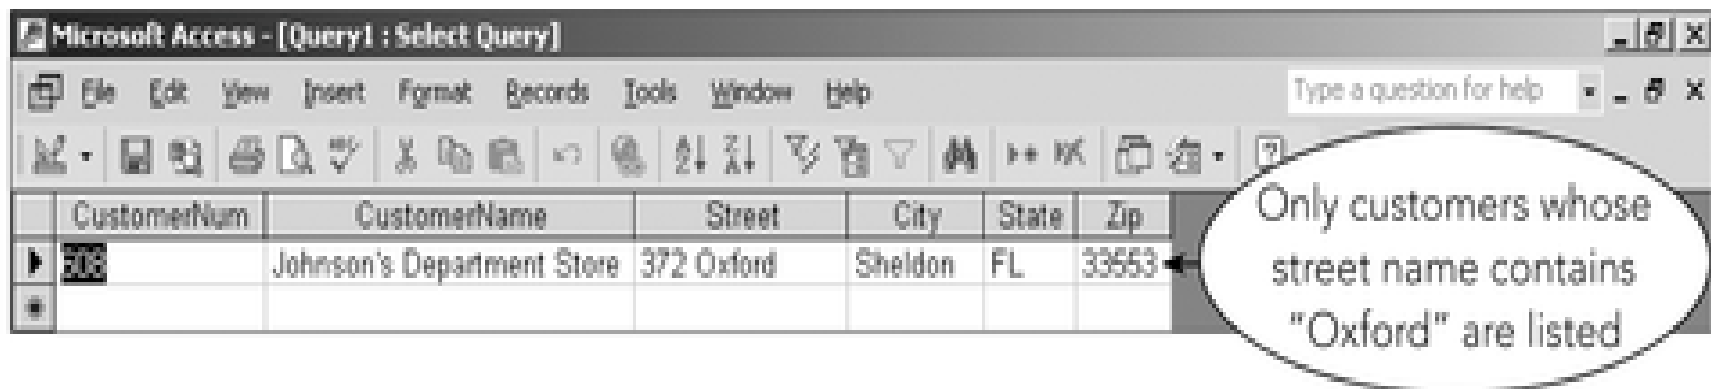 Microsoft Access - [Query1 : Select Query]
File Edit View Insert Format Records Tools Window Help
Type a question for help
CustomerNum CustomerName Street City State Zip
608 Johnson's Department Store 372 Oxford Sheldon FL 33553
Only customers whose
street name contains
"Oxford" are listed